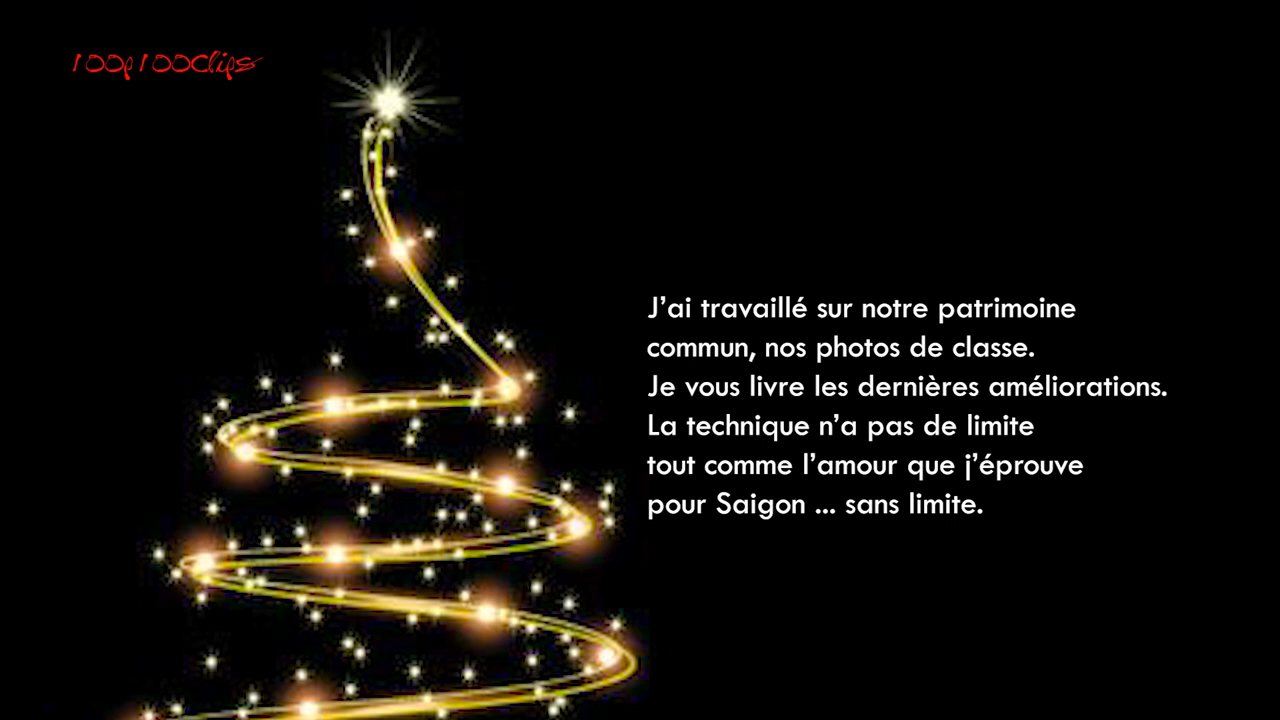 100p100Clips
J’ai travaillé sur notre patrimoine
commun, nos photos de classe.
Je vous livre les dernières améliorations.
La technique n’a pas de limite
tout comme l’amour que j’éprouve
pour Saigon ... sans limite.